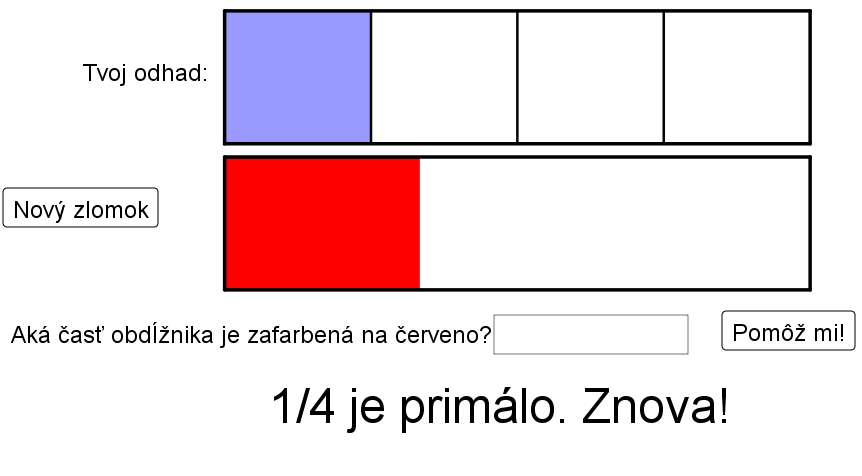 Tvoj odhad:
Nový zlomok
Aká časť obdĺžnika je zafarbená na červeno?
Pomôž mi!
1/4 je primálo. Znova!